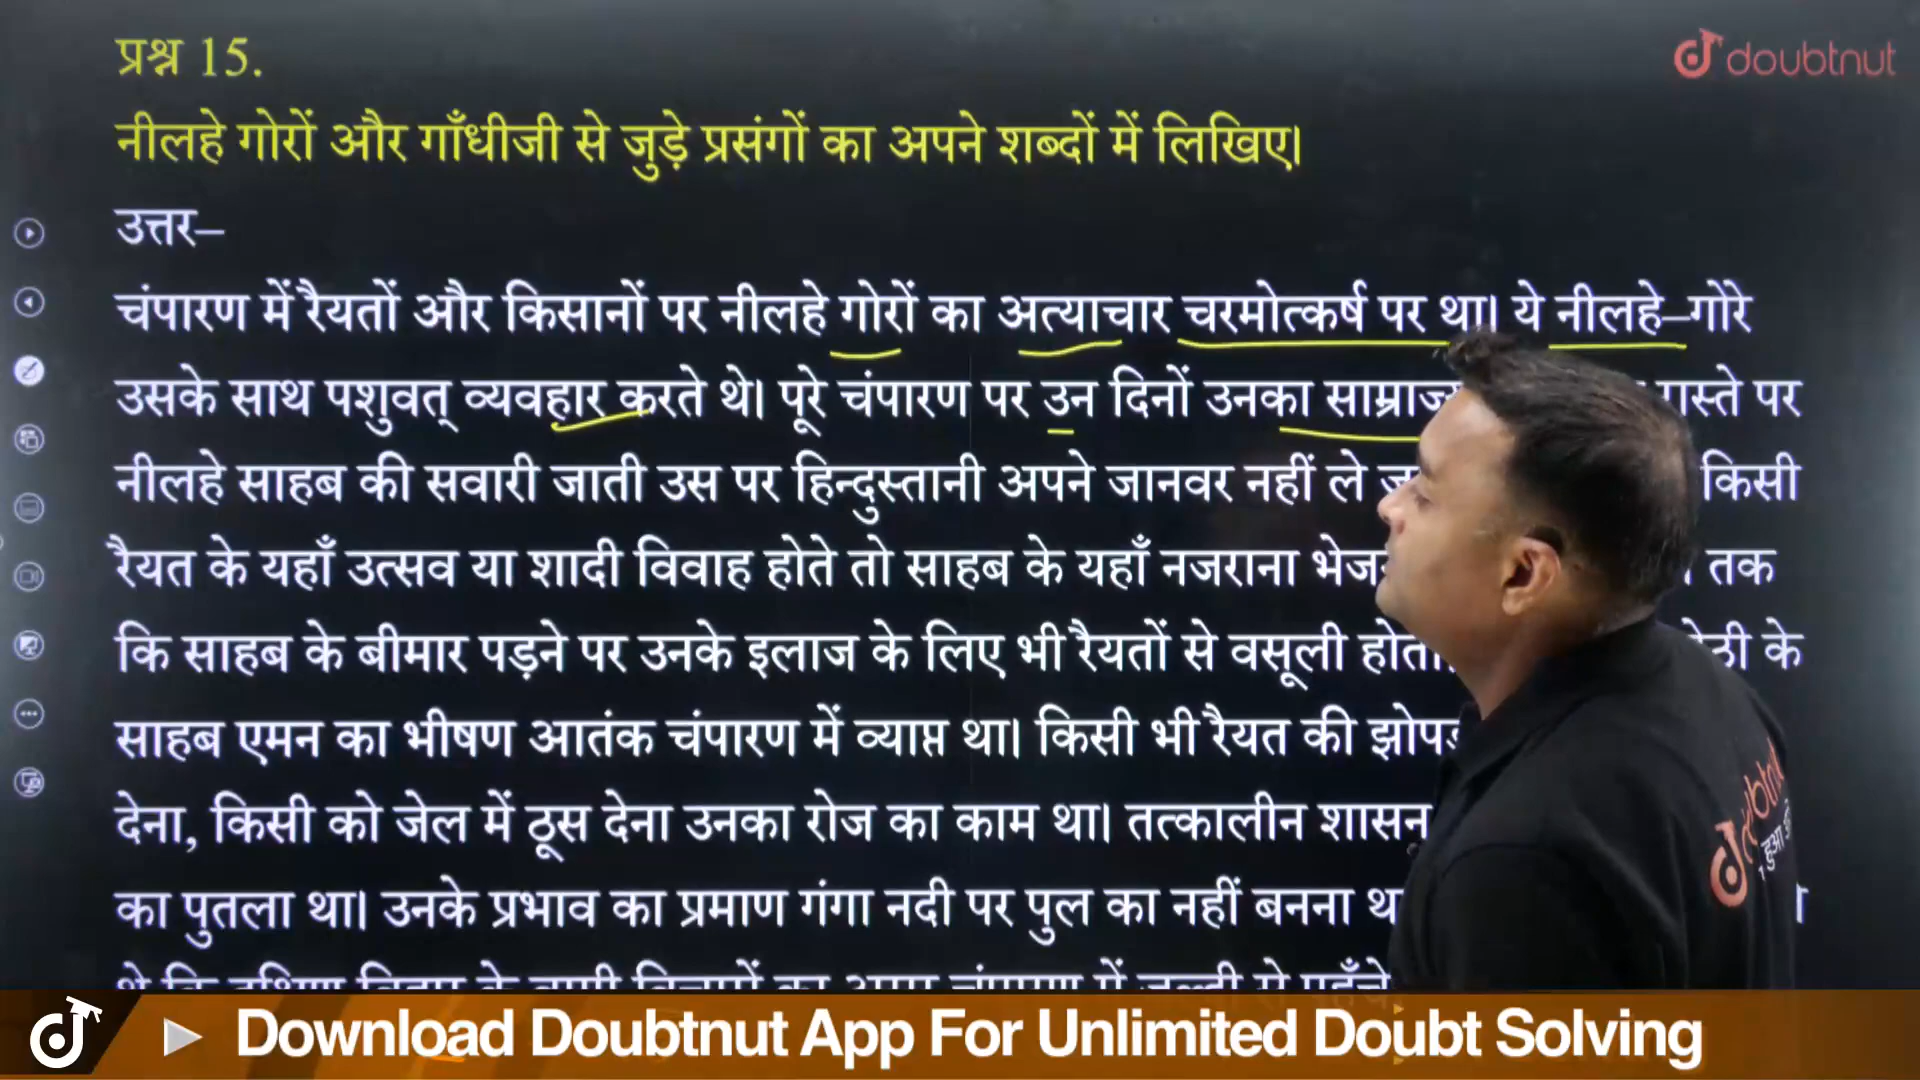 प्रश्न 15.
doubtnut
नीलहे गोरों और गाँधीजी से जुड़े प्रसंगों का अपने शब्दों में लिखिए।
उत्तर–
चंपारण में रैयतों और किसानों पर नीलहे गोरों का अत्याचार चरमोत्कर्ष पर था। ये नीलहे–गोरे
उसके साथ पशुवत् व्यवहार करते थे। पूरे चंपारण पर उन दिनों उनका पर
नीलहे साहब की सवारी जाती उस पर हिन्दुस्तानी अपने जानवर नहीं ले किसी
रैयत के यहाँ उत्सव या शादी विवाह होते तो साहब के यहाँ नजराना तक
कि साहब के बीमार पड़ने पर उनके इलाज के लिए भी रैयतों से वसूली के
साहब एमन का भीषण आतंक चंपारण में व्याप्त था। किसी भी रैयत की
देना, किसी को जेल में ठूस देना उनका रोज का काम था। तत्कालीन शासन
का पुतला था। उनके प्रभाव का प्रमाण गंगा नदी पर पुल का नहीं बनना
Download Doubtnut App For Unlimited Doubt Solving